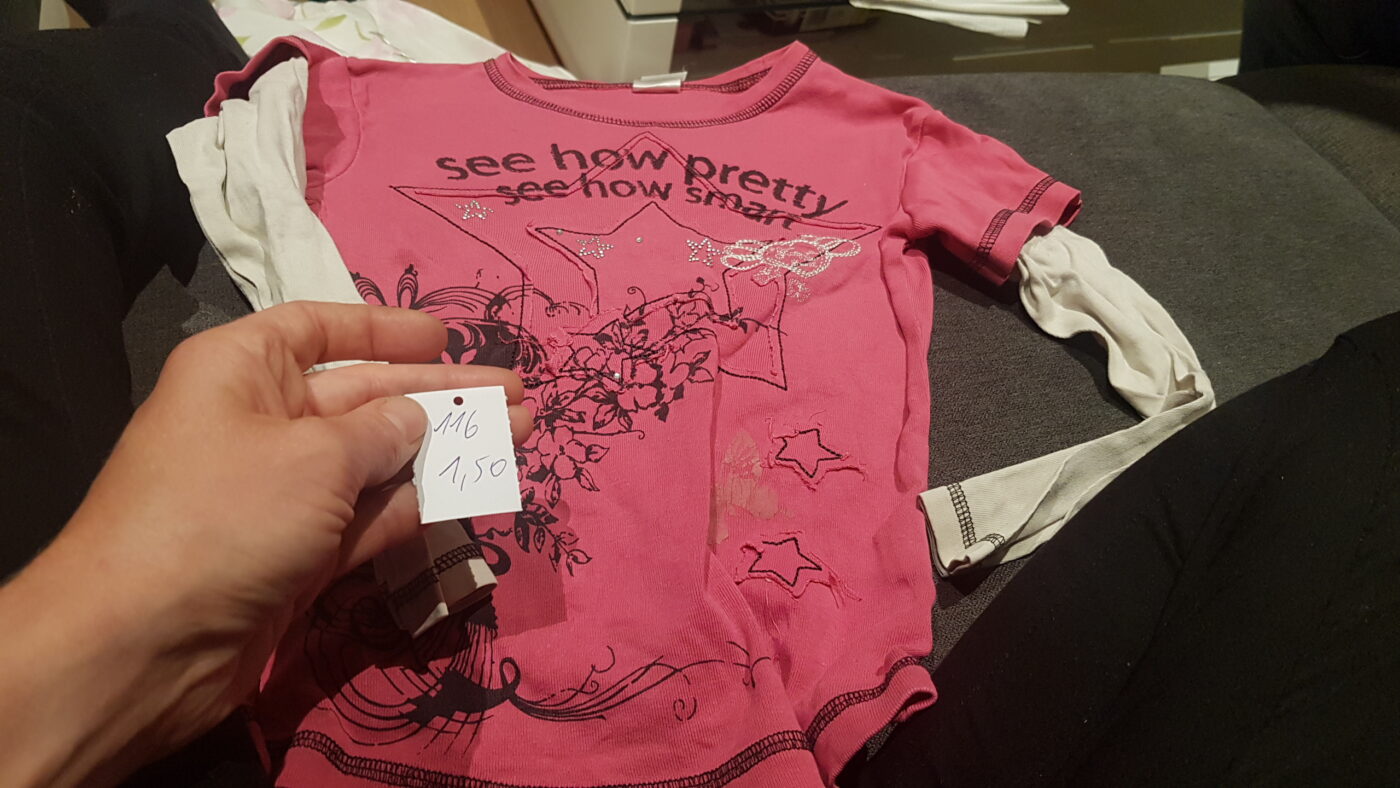 see how pretty
see how smart
116
1,50